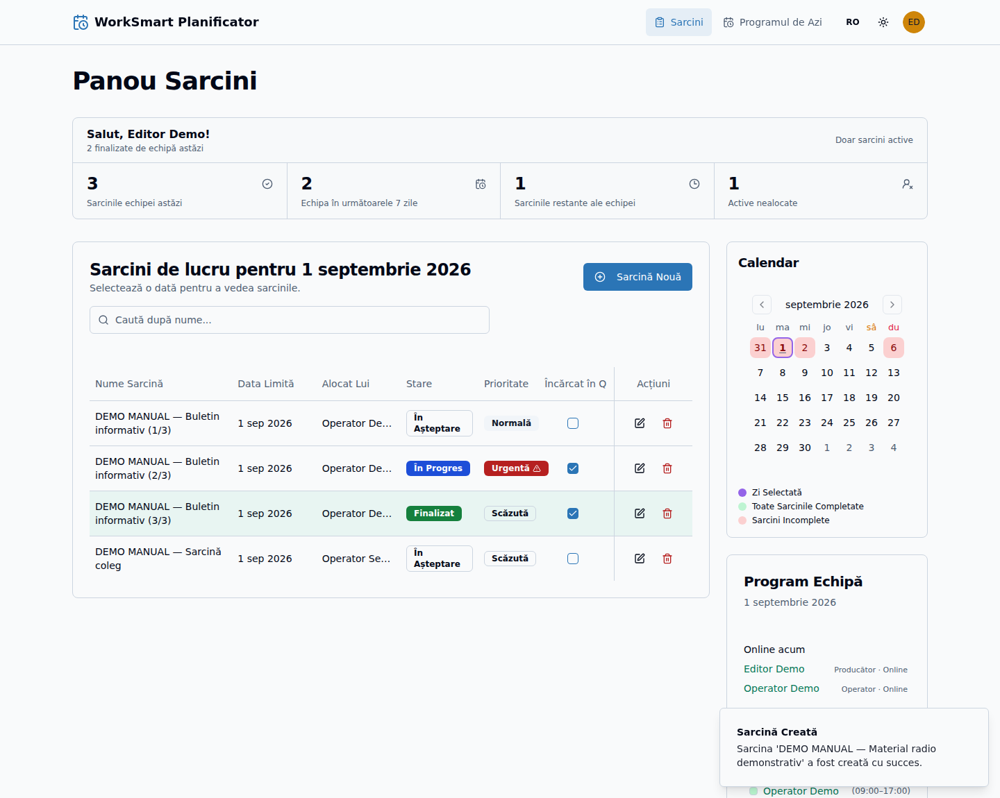 WorkSmart Planificator
Sarcini
Programul de Azi
RO
ED
Panou Sarcini
Salut, Editor Demo!
2 finalizate de echipă astăzi
Doar sarcini active
3
Sarcinile echipei astăzi
2
Echipa în următoarele 7 zile
1
Sarcinile restante ale echipei
1
Active nealocate
Sarcini de lucru pentru 1 septembrie 2026
Selectează o dată pentru a vedea sarcinile.
Sarcină Nouă
Caută după nume...
Nume Sarcină Data Limită Alocat Lui Stare Prioritate Încărcat în Q Acțiuni
DEMO MANUAL — Buletin informativ (1/3) 1 sep 2026 Operator De... În Așteptare Normală
DEMO MANUAL — Buletin informativ (2/3) 1 sep 2026 Operator De... În Progres Urgentă
DEMO MANUAL — Buletin informativ (3/3) 1 sep 2026 Operator De... Finalizat Scăzută
DEMO MANUAL — Sarcină coleg 1 sep 2026 Operator Se... În Așteptare Scăzută
Calendar
septembrie 2026
lu ma mi jo vi sâ du
31 1 2 3 4 5 6
7 8 9 10 11 12 13
14 15 16 17 18 19 20
21 22 23 24 25 26 27
28 29 30 1 2 3 4
Zi Selectată
Toate Sarcinile Completate
Sarcini Incomplete
Program Echipă
1 septembrie 2026
Online acum
Editor Demo Producător · Online
Operator Demo Operator · Online
Sarcină Creată
Sarcina 'DEMO MANUAL — Material radio
demonstrativ' a fost creată cu succes.
Operator Demo (09:00–17:00)